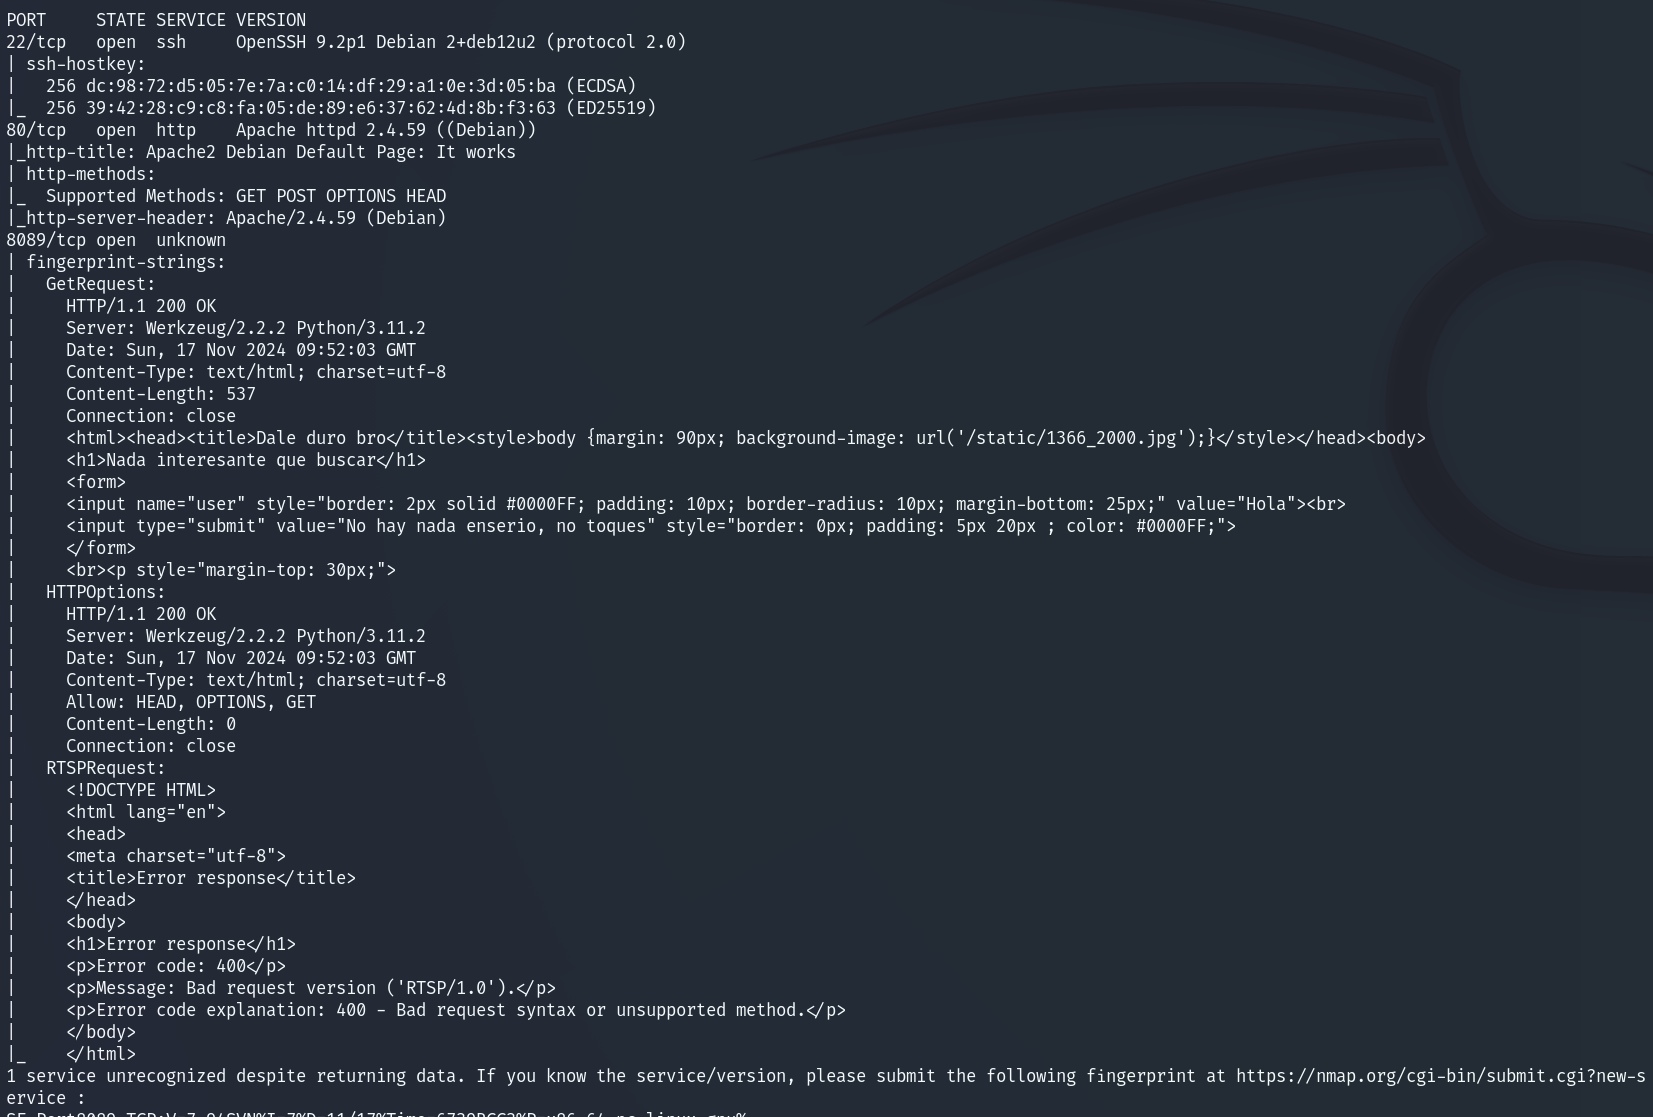 PORT     STATE SERVICE VERSION
22/tcp   open  ssh     OpenSSH 9.2p1 Debian 2+deb12u2 (protocol 2.0)
| ssh-hostkey:
|   256 dc:98:72:d5:05:7e:7a:c0:14:df:29:a1:0e:3d:05:ba (ECDSA)
|_  256 39:42:28:c9:c8:fa:05:de:89:e6:37:62:4d:8b:f3:63 (ED25519)
80/tcp   open  http    Apache httpd 2.4.59 ((Debian))
|_http-title: Apache2 Debian Default Page: It works
| http-methods:
|_  Supported Methods: GET POST OPTIONS HEAD
|_http-server-header: Apache/2.4.59 (Debian)
8089/tcp open  unknown
| fingerprint-strings:
|   GetRequest:
|     HTTP/1.1 200 OK
|     Server: Werkzeug/2.2.2 Python/3.11.2
|     Date: Sun, 17 Nov 2024 09:52:03 GMT
|     Content-Type: text/html; charset=utf-8
|     Content-Length: 537
|     Connection: close
|     <html><head><title>Dale duro bro</title><style>body {margin: 90px; background-image: url('/static/1366_2000.jpg');}</style></head><body>
|     <h1>Nada interesante que buscar</h1>
|     <form>
|     <input name="user" style="border: 2px solid #0000FF; padding: 10px; border-radius: 10px; margin-bottom: 25px;" value="Hola"><br>
|     <input type="submit" value="No hay nada enserio, no toques" style="border: 0px; padding: 5px 20px ; color: #0000FF;">
|     </form>
|     <br><p style="margin-top: 30px;">
|   HTTPOptions:
|     HTTP/1.1 200 OK
|     Server: Werkzeug/2.2.2 Python/3.11.2
|     Date: Sun, 17 Nov 2024 09:52:03 GMT
|     Content-Type: text/html; charset=utf-8
|     Allow: HEAD, OPTIONS, GET
|     Content-Length: 0
|     Connection: close
|   RTSPRequest:
|     <!DOCTYPE HTML>
|     <html lang="en">
|     <head>
|     <meta charset="utf-8">
|     <title>Error response</title>
|     </head>
|     <body>
|     <h1>Error response</h1>
|     <p>Error code: 400</p>
|     <p>Message: Bad request version ('RTSP/1.0').</p>
|     <p>Error code explanation: 400 - Bad request syntax or unsupported method.</p>
|     </body>
|_    </html>
1 service unrecognized despite returning data. If you know the service/version, please submit the following fingerprint at https://nmap.org/cgi-bin/submit.cgi?new-s
ervice :